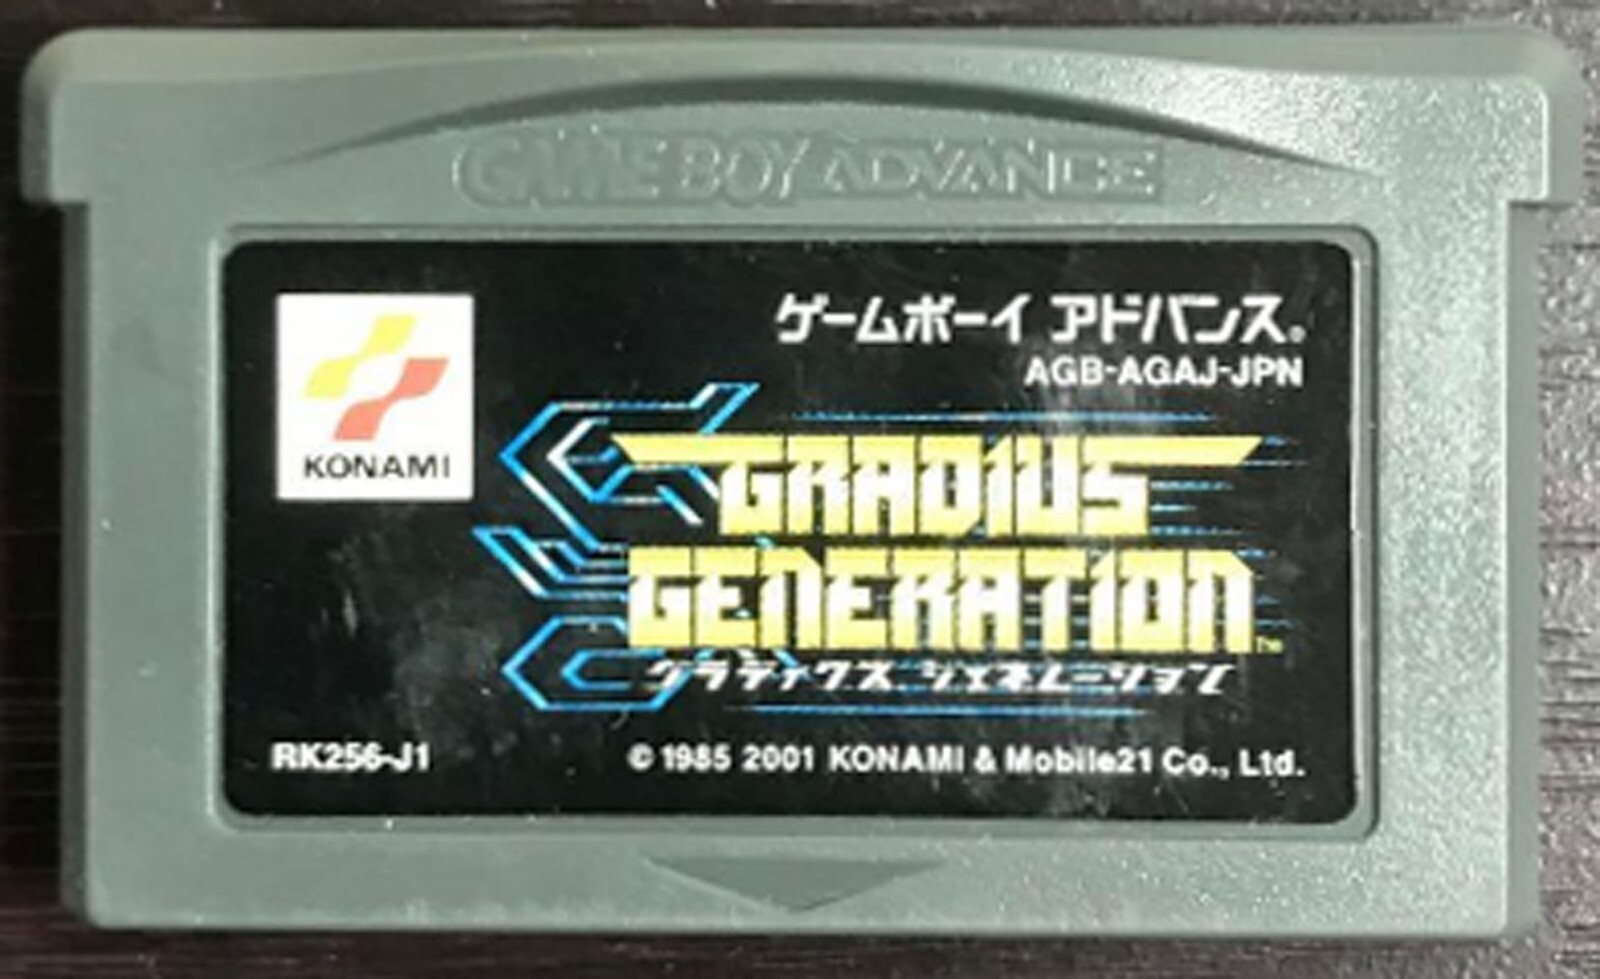 GAME BOY ADVANCE
ゲームボーイ アドバンス®
AGB-AGAJ-JPN
KONAMI
GRADIUS
GENERATION™
グラディウス ジェネレーション
RK256-J1
© 1985 2001 KONAMI & Mobile21 Co., Ltd.